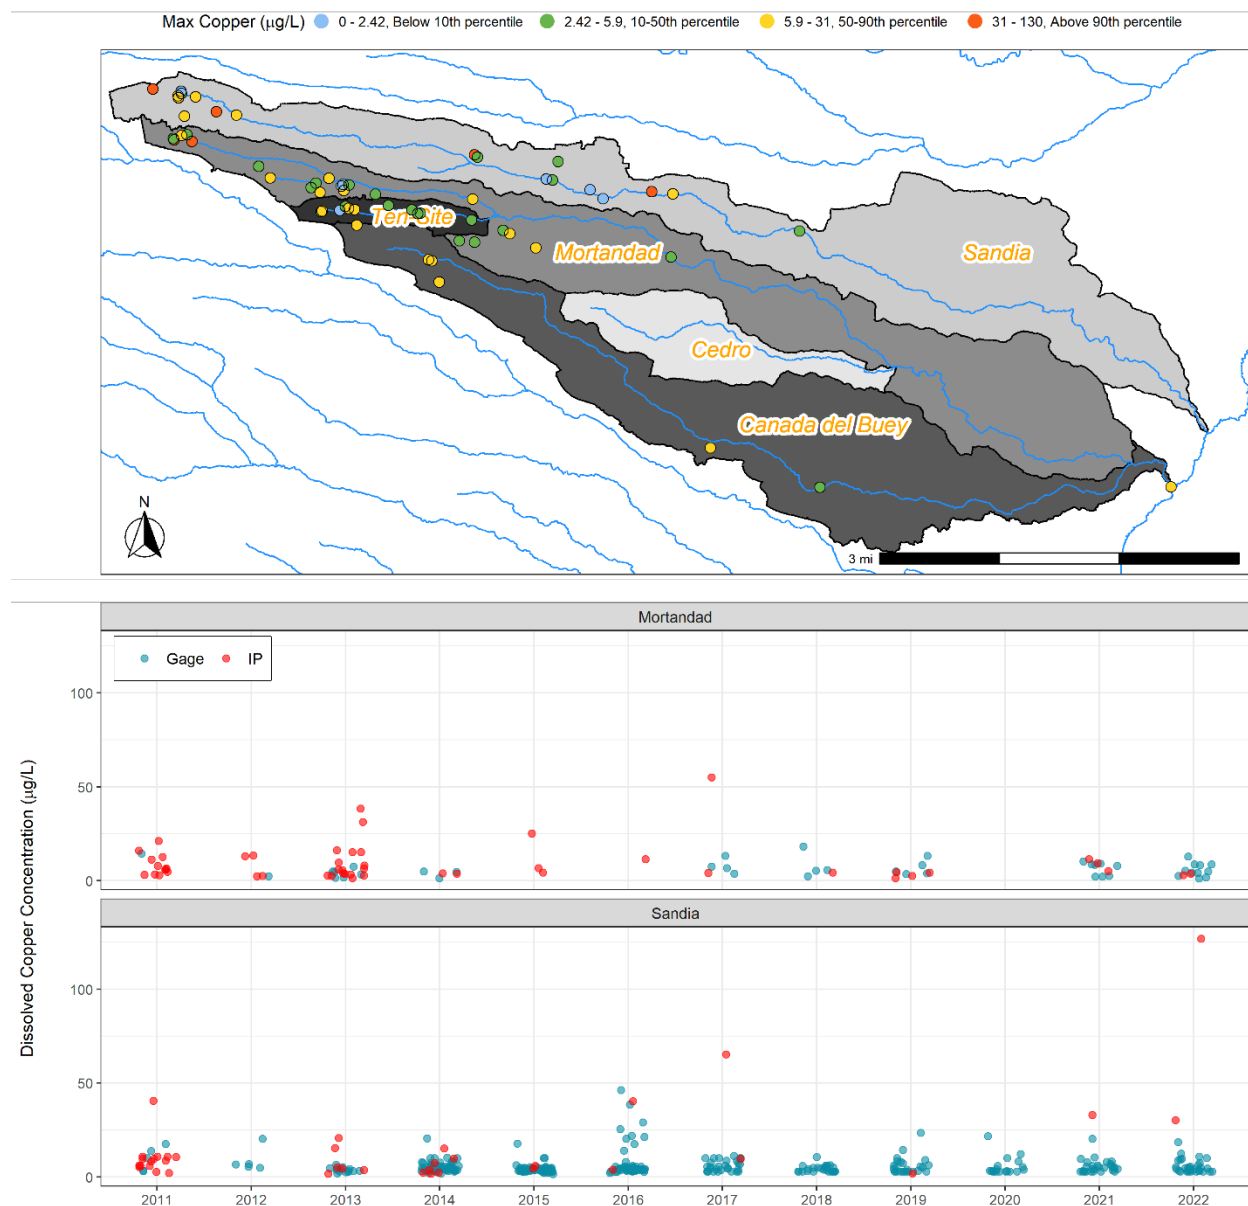 Max Copper (µg/L) 0 - 2.42, Below 10th percentile 2.42 - 5.9, 10-50th percentile 5.9 - 31, 50-90th percentile 31 - 130, Above 90th percentile
Ten-Site
Mortandad
Sandia
Cedro
Canada del Buey
N
3 mi
Mortandad
Gage IP
100
50
0
Sandia
100
50
0
Dissolved Copper Concentration (µg/L)
2011 2012 2013 2014 2015 2016 2017 2018 2019 2020 2021 2022